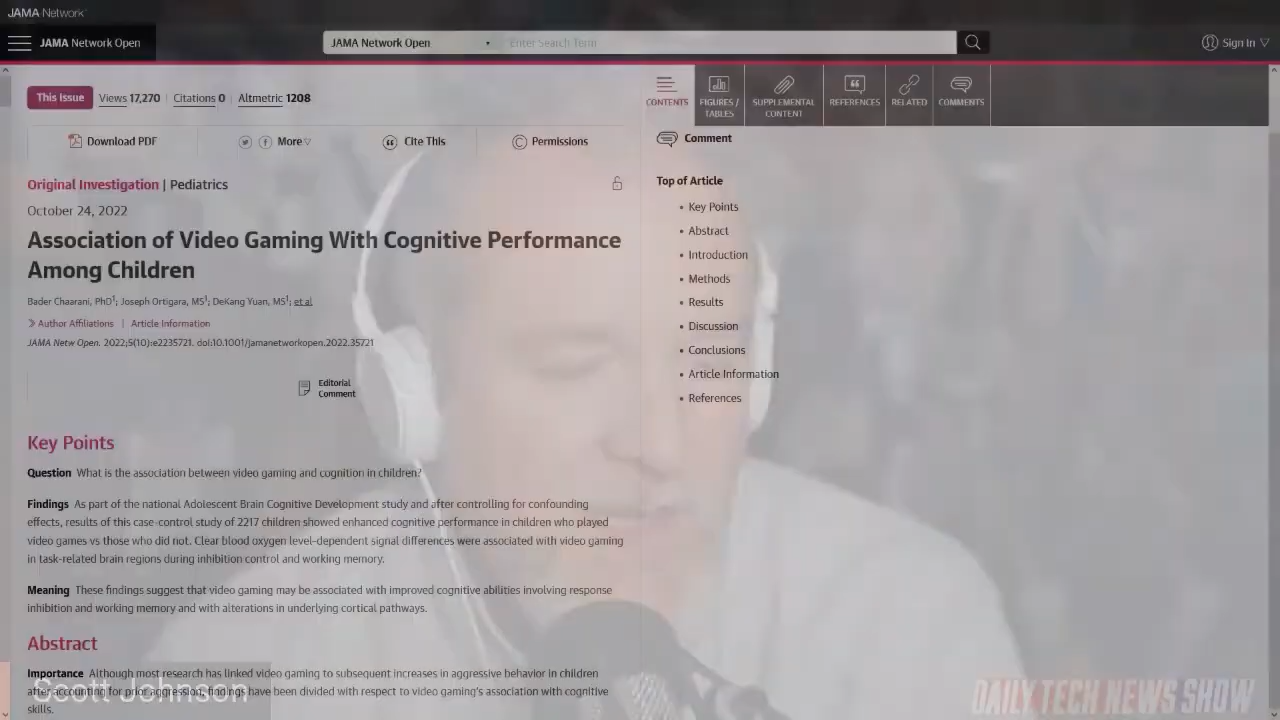 JAMA Network
JAMA Network Open
JAMA Network Open
Enter Search Term
Sign In
This Issue
Views 17,270 | Citations 0 | Altmetric 1208
Download PDF
More
Cite This
Permissions
Original Investigation | Pediatrics
October 24, 2022
Association of Video Gaming With Cognitive Performance
Among Children
Bader Chaarani, PhD1; Joseph Ortigara, MS1; DeKang Yuan, MS1; et al
Author Affiliations | Article Information
JAMA Netw Open. 2022;5(10):e2235721. doi:10.1001/jamanetworkopen.2022.35721
Editorial
Comment
Key Points
Question What is the association between video gaming and cognition in children?
Findings As part of the national Adolescent Brain Cognitive Development study and after controlling for confounding
effects, results of this case-control study of 2217 children showed enhanced cognitive performance in children who played
video games vs those who did not. Clear blood oxygen level-dependent signal differences were associated with video gaming
in task-related brain regions during inhibition control and working memory.
Meaning These findings suggest that video gaming may be associated with improved cognitive abilities involving response
inhibition and working memory and with alterations in underlying cortical pathways.
Abstract
Importance Although most research has linked video gaming to subsequent increases in aggressive behavior in children
after accounting for prior aggression, findings have been divided with respect to video gaming's association with cognitive
skills.
CONTENTS
FIGURES /
TABLES
SUPPLEMENTAL
CONTENT
REFERENCES
RELATED
COMMENTS
Comment
Top of Article
Key Points
Abstract
Introduction
Methods
Results
Discussion
Conclusions
Article Information
References
Scott Johnson
DAILY TECH NEWS SHOW